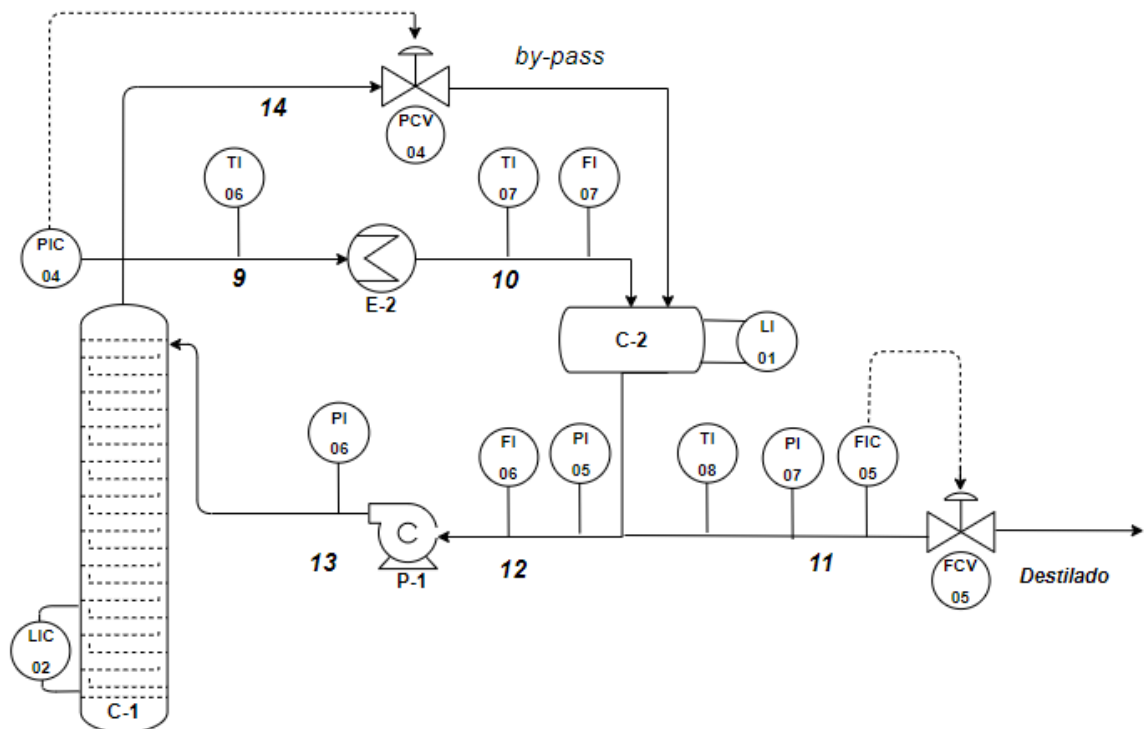 by-pass
14
PCV
04
TI
06
TI
07
FI
07
PIC
04
9
10
E-2
C-2
LI
01
PI
06
FI
06
PI
05
TI
08
PI
07
FIC
05
13
P-1
C
12
11
FCV
05
Destilado
LIC
02
C-1